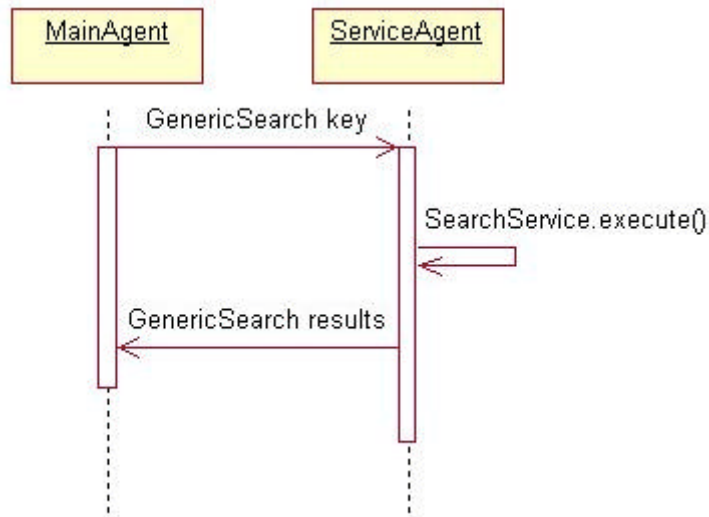 MainAgent
ServiceAgent
GenericSearch key
SearchService.execute()
GenericSearch results